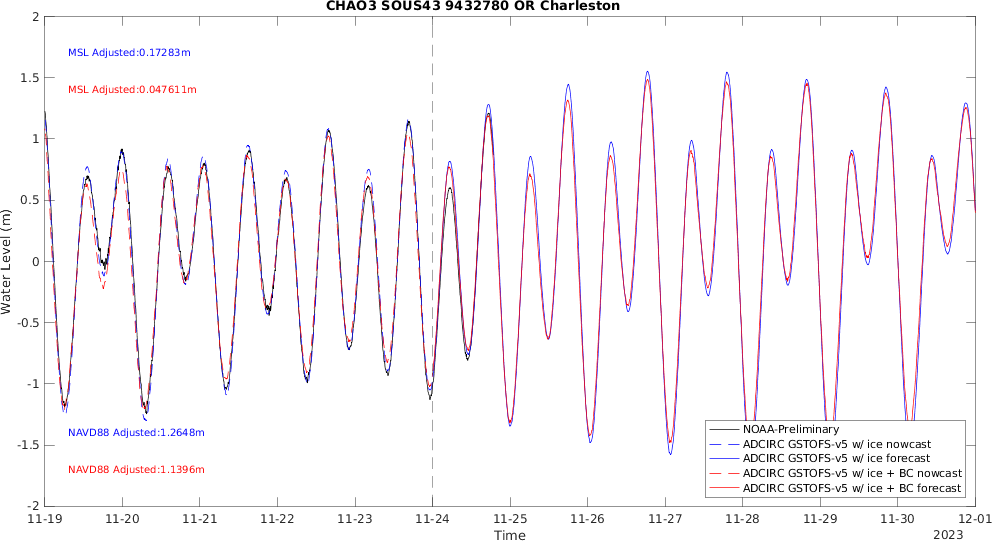 CHAO3 SOUS43 9432780 OR Charleston
MSL Adjusted:0.17283m
MSL Adjusted:0.047611m
NAVD88 Adjusted:1.2648m
NAVD88 Adjusted:1.1396m
Water Level (m)
2
1.5
1
0.5
0
-0.5
-1
-1.5
-2
NOAA-Preliminary
ADCIRC GSTOFS-v5 w/ ice nowcast
ADCIRC GSTOFS-v5 w/ ice forecast
ADCIRC GSTOFS-v5 w/ ice + BC nowcast
ADCIRC GSTOFS-v5 w/ ice + BC forecast
11-19 11-20 11-21 11-22 11-23 11-24 11-25 11-26 11-27 11-28 11-29 11-30 12-01
Time
2023